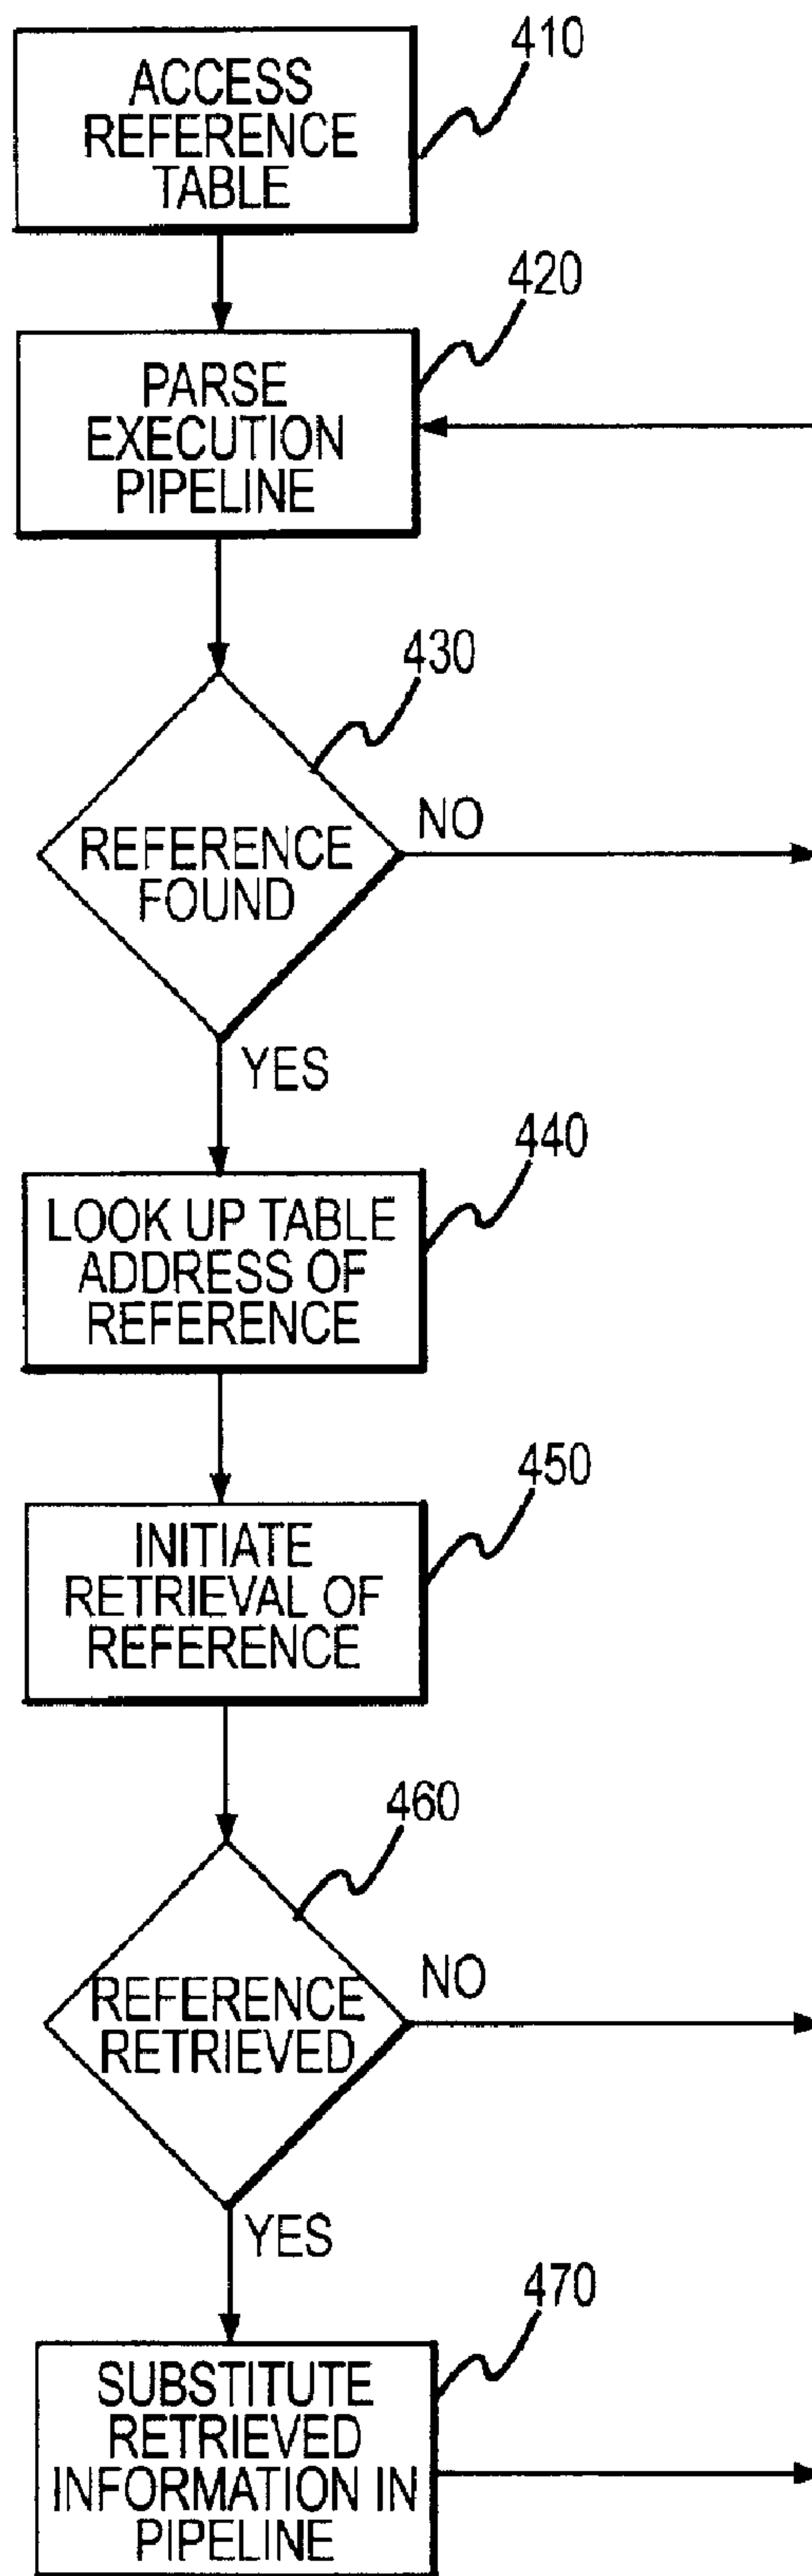 410
ACCESS
REFERENCE
TABLE
420
PARSE
EXECUTION
PIPELINE
430
REFERENCE
FOUND
NO
YES
440
LOOK UP TABLE
ADDRESS OF
REFERENCE
450
INITIATE
RETRIEVAL OF
REFERENCE
460
REFERENCE
RETRIEVED
NO
YES
470
SUBSTITUTE
RETRIEVED
INFORMATION IN
PIPELINE